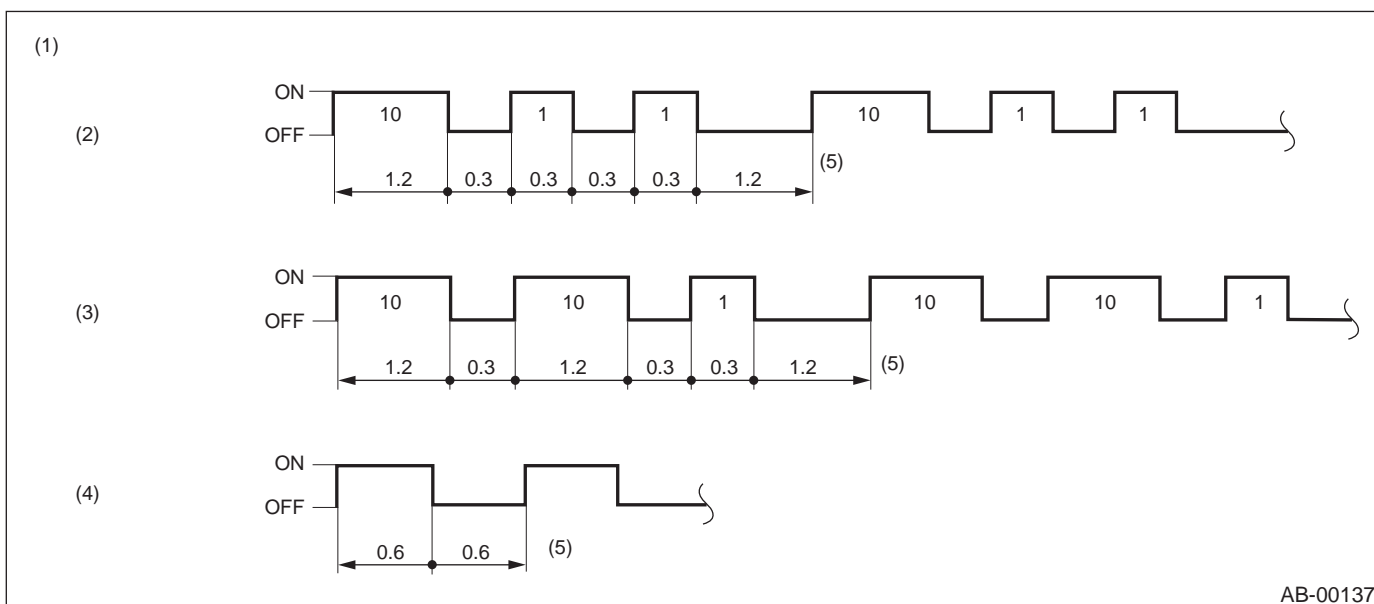 (1)
ON
10 1 1 10 1 1
(2)
OFF
(5)
1.2 0.3 0.3 0.3 0.3 1.2
ON
10 10 1 10 10 1
(3)
OFF
(5)
1.2 0.3 1.2 0.3 0.3 1.2
ON
(4)
OFF
0.6 0.6 (5)
AB-00137